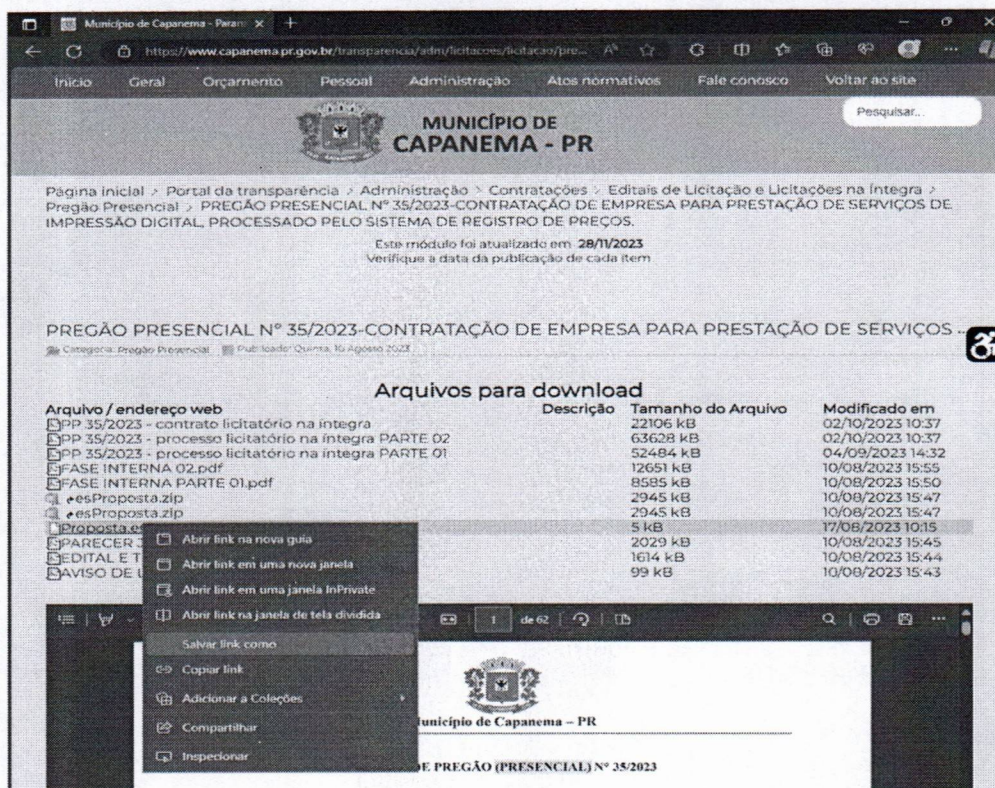 Município de Capanema - Paran
https://www.capanema.pr.gov.br/transparencia/adm/licitacoes/licitacao/pre...
Início Geral Orçamento Pessoal Administração Atos normativos Fale conosco Voltar ao site
Pesquisar...
MUNICÍPIO DE
CAPANEMA - PR
Página inicial > Portal da transparência > Administração > Contratações > Editais de Licitação e Licitações na íntegra >
Pregão Presencial > PREGÃO PRESENCIAL Nº 35/2023-CONTRATAÇÃO DE EMPRESA PARA PRESTAÇÃO DE SERVIÇOS DE
IMPRESSÃO DIGITAL, PROCESSADO PELO SISTEMA DE REGISTRO DE PREÇOS.
Este módulo foi atualizado em 28/11/2023
Verifique a data da publicação de cada item
PREGÃO PRESENCIAL Nº 35/2023-CONTRATAÇÃO DE EMPRESA PARA PRESTAÇÃO DE SERVIÇOS ...
Categoria: Pregão Presencial Publicado: Quinta, 10 Agosto 2023
Arquivos para download
Arquivo / endereço web Descrição Tamanho do Arquivo Modificado em
PP 35/2023 - contrato licitatório na íntegra 22106 kB 02/10/2023 10:37
PP 35/2023 - processo licitatório na íntegra PARTE 02 63628 kB 02/10/2023 10:37
PP 35/2023 - processo licitatório na íntegra PARTE 01 52484 kB 04/09/2023 14:32
FASE INTERNA 02.pdf 12651 kB 10/08/2023 15:55
FASE INTERNA PARTE 01.pdf 8585 kB 10/08/2023 15:50
esProposta.zip 2945 kB 10/08/2023 15:47
esProposta.zip 2945 kB 10/08/2023 15:47
Proposta.es 5 kB 17/08/2023 10:15
PARECER J 2029 kB 10/08/2023 15:45
EDITAL E T 1614 kB 10/08/2023 15:44
AVISO DE L 99 kB 10/08/2023 15:43
Abrir link na nova guia
Abrir link em uma nova janela
Abrir link em uma janela InPrivate
Abrir link na janela de tela dividida
Salvar link como
Copiar link
Adicionar a Coleções
Compartilhar
Inspecionar
1 de 62
Município de Capanema – PR
DE PREGÃO (PRESENCIAL) Nº 35/2023